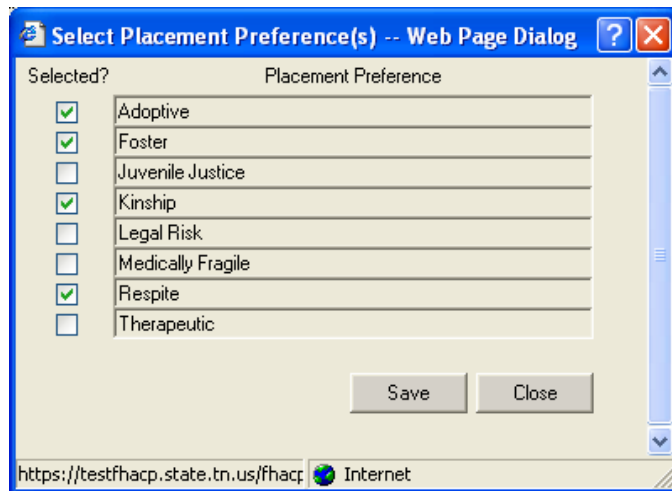 Select Placement Preference(s) -- Web Page Dialog
Selected? Placement Preference
Adoptive
Foster
Juvenile Justice
Kinship
Legal Risk
Medically Fragile
Respite
Therapeutic
Save Close
https://testfhacp.state.tn.us/fhacp Internet